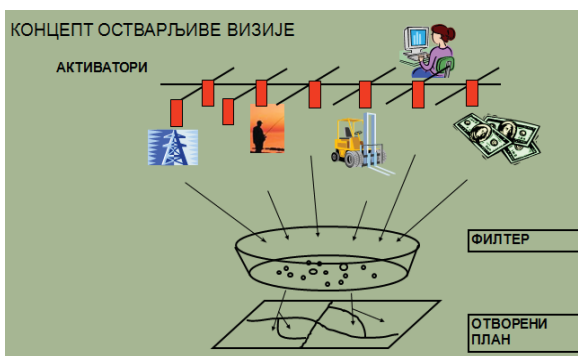 КОНЦЕПТ ОСТВАРЉИВЕ ВИЗИЈЕ
АКТИВАТОРИ
ФИЛТЕР
ОТВОРЕНИ
ПЛАН